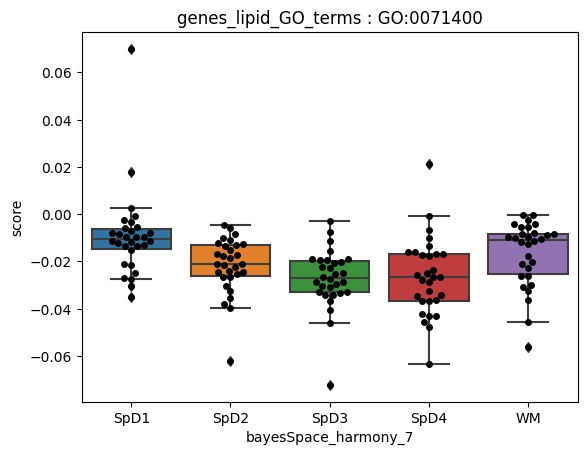 genes_lipid_GO_terms : GO:0071400
0.06
0.04
0.02
0.00
−0.02
−0.04
−0.06
score
SpD1 SpD2 SpD3 SpD4 WM
bayesSpace_harmony_7